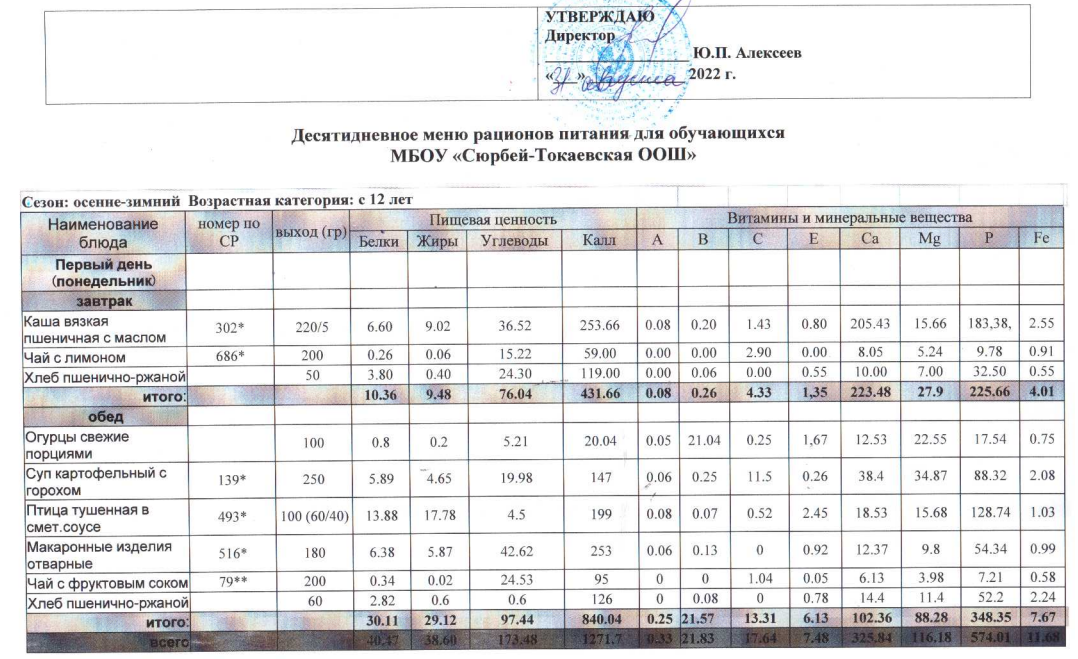 УТВЕРЖДАЮ
Директор
Ю.П. Алексеев
«31» августа 2022 г.
Десятидневное меню рационов питания для обучающихся
МБОУ «Сюрбей-Токаевская ООШ»
Сезон: осенне-зимний Возрастная категория: с 12 лет
Наименование блюда номер по СР выход (гр) Пищевая ценность Витамины и минеральные вещества
Белки Жиры Углеводы Калл А В С Е Ca Mg P Fe
Первый день
(понедельник)
завтрак
Каша вязкая
пшеничная с маслом 302* 220/5 6.60 9.02 36.52 253.66 0.08 0.20 1.43 0.80 205.43 15.66 183,38, 2.55
Чай с лимоном 686* 200 0.26 0.06 15.22 59.00 0.00 0.00 2.90 0.00 8.05 5.24 9.78 0.91
Хлеб пшенично-ржаной 50 3.80 0.40 24.30 119.00 0.00 0.06 0.00 0.55 10.00 7.00 32.50 0.55
итого: 10.36 9.48 76.04 431.66 0.08 0.26 4.33 1,35 223.48 27.9 225.66 4.01
обед
Огурцы свежие
порциями 100 0.8 0.2 5.21 20.04 0.05 21.04 0.25 1,67 12.53 22.55 17.54 0.75
Суп картофельный с
горохом 139* 250 5.89 4.65 19.98 147 0.06 0.25 11.5 0.26 38.4 34.87 88.32 2.08
Птица тушенная в
смет.соусе 493* 100 (60/40) 13.88 17.78 4.5 199 0.08 0.07 0.52 2.45 18.53 15.68 128.74 1.03
Макаронные изделия
отварные 516* 180 6.38 5.87 42.62 253 0.06 0.13 0 0.92 12.37 9.8 54.34 0.99
Чай с фруктовым соком 79** 200 0.34 0.02 24.53 95 0 0 1.04 0.05 6.13 3.98 7.21 0.58
Хлеб пшенично-ржаной 60 2.82 0.6 0.6 126 0 0.08 0 0.78 14.4 11.4 52.2 2.24
итого: 30.11 29.12 97.44 840.04 0.25 21.57 13.31 6.13 102.36 88.28 348.35 7.67
всего 40.47 38.60 173.48 1271.7 0.33 21.83 17.64 7.48 325.84 116.18 574.01 11.68